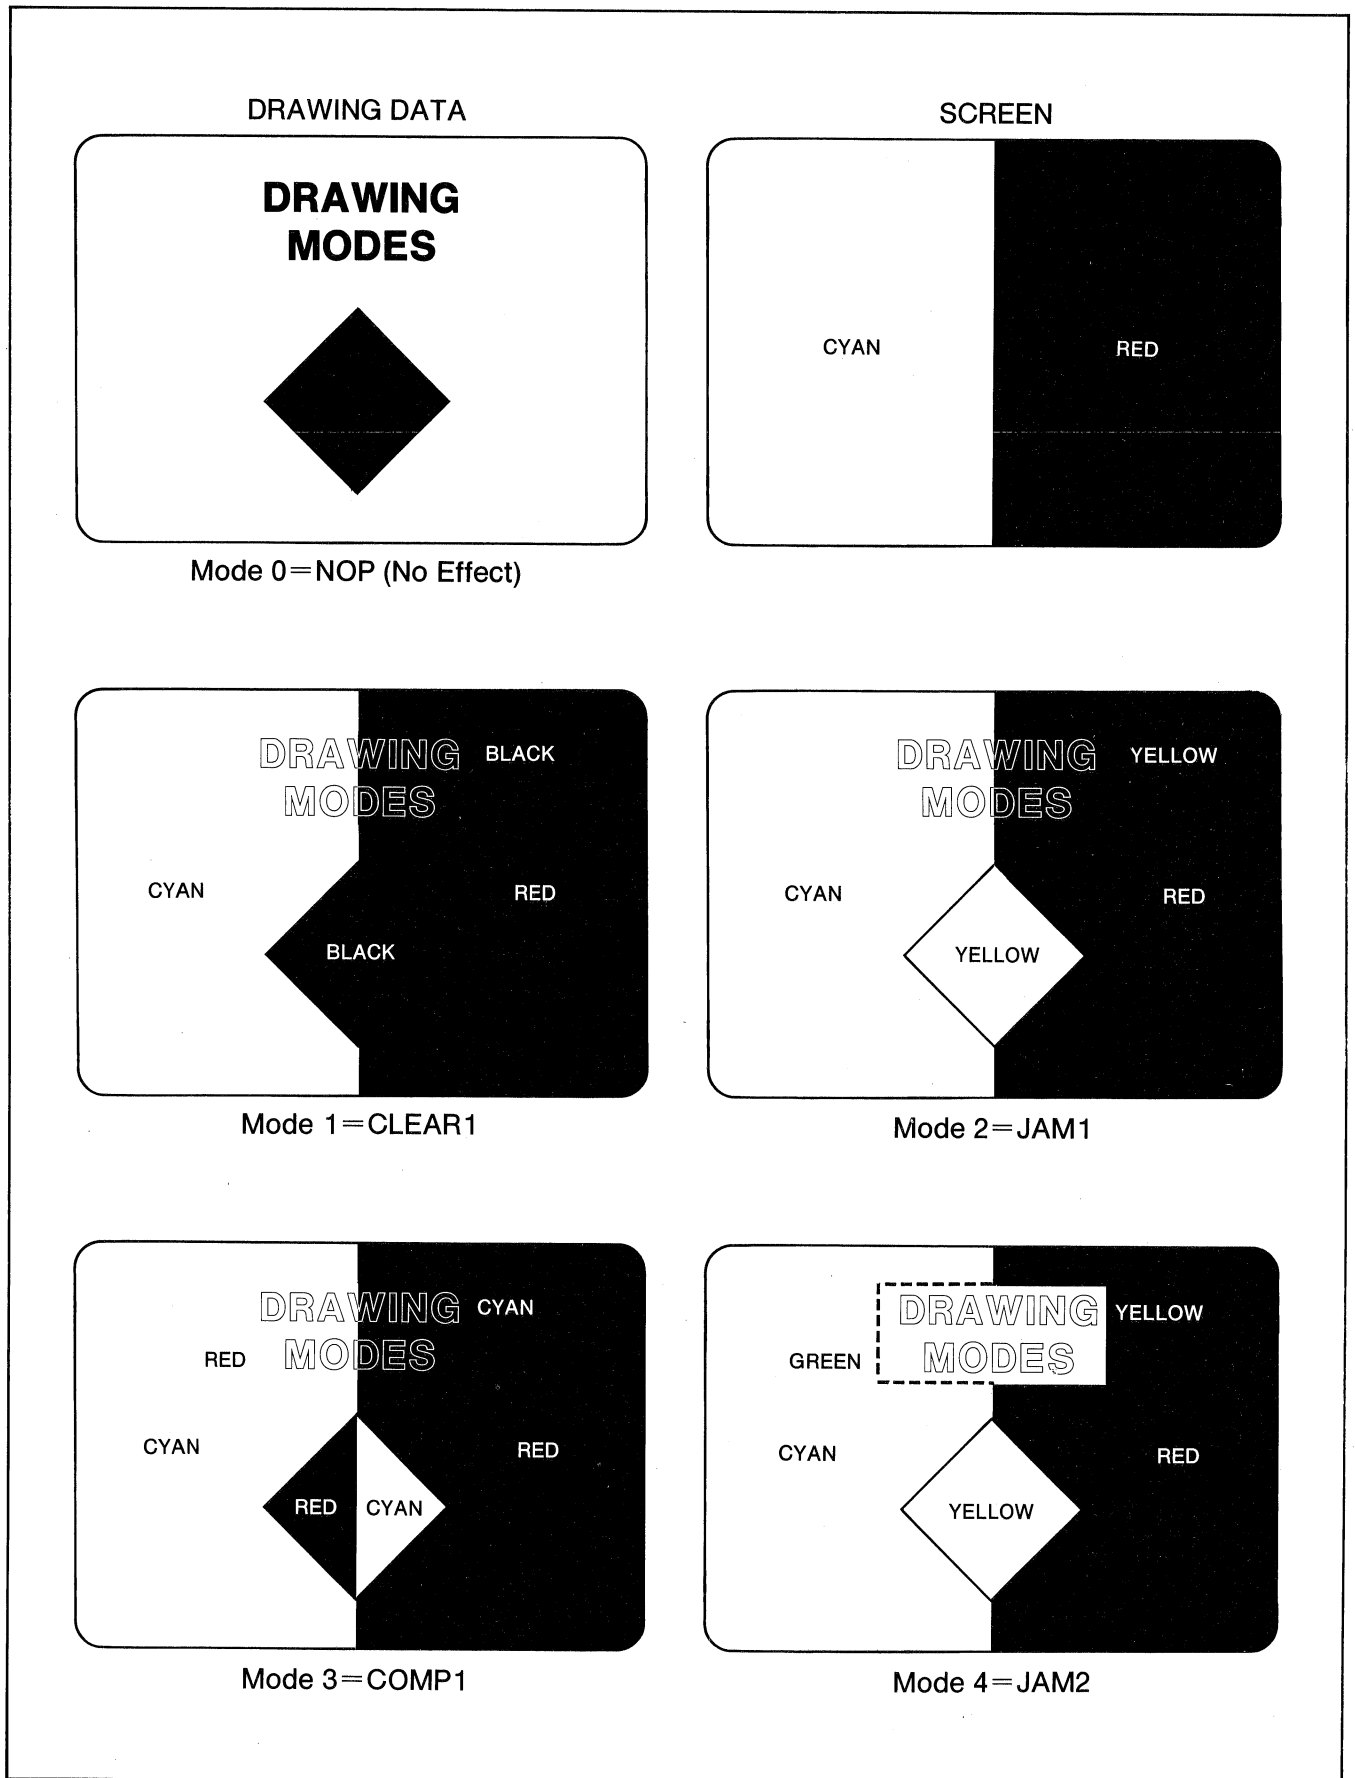 DRAWING DATA
DRAWING
MODES
Mode 0=NOP (No Effect)
SCREEN
CYAN
RED
DRAWING
MODES
BLACK
CYAN
RED
BLACK
Mode 1=CLEAR1
DRAWING
MODES
YELLOW
CYAN
RED
YELLOW
Mode 2=JAM1
DRAWING
MODES
CYAN
RED
CYAN
RED
RED
CYAN
Mode 3=COMP1
DRAWING
MODES
YELLOW
GREEN
CYAN
RED
YELLOW
Mode 4=JAM2